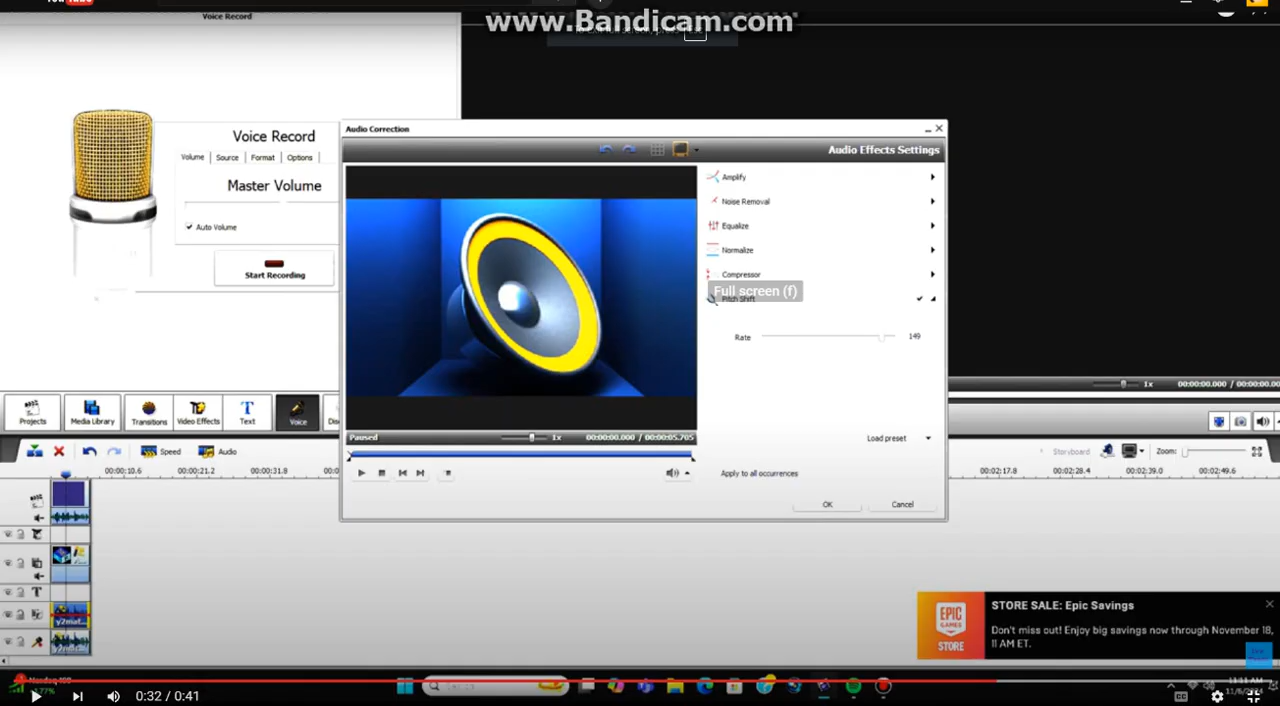 www.Bandicam.com
Voice Record
Voice Record
Volume Source Format Options
Master Volume
Auto Volume
Start Recording
Audio Correction
Audio Effects Settings
Amplify
Noise Removal
Equalize
Normalize
Compressor
Full screen (f)
Pitch Shift
Rate 149
Load preset
Paused 1x 00:00:00.000 / 00:00:05.705
Apply to all occurrences
OK Cancel
1x 00:00:00.000 /
Projects Media Library Transitions Video Effects Text Voice
Speed Audio
Storyboard Zoom:
00:00:10.6 00:00:21.2 00:00:31.8 00:02:17.8 00:02:28.4 00:02:39.0 00:02:49.6
T
y2mat...
EPIC GAMES STORE
STORE SALE: Epic Savings
Don't miss out! Enjoy big savings now through November 18,
11 AM ET.
0:32 / 0:41
11:11 AM